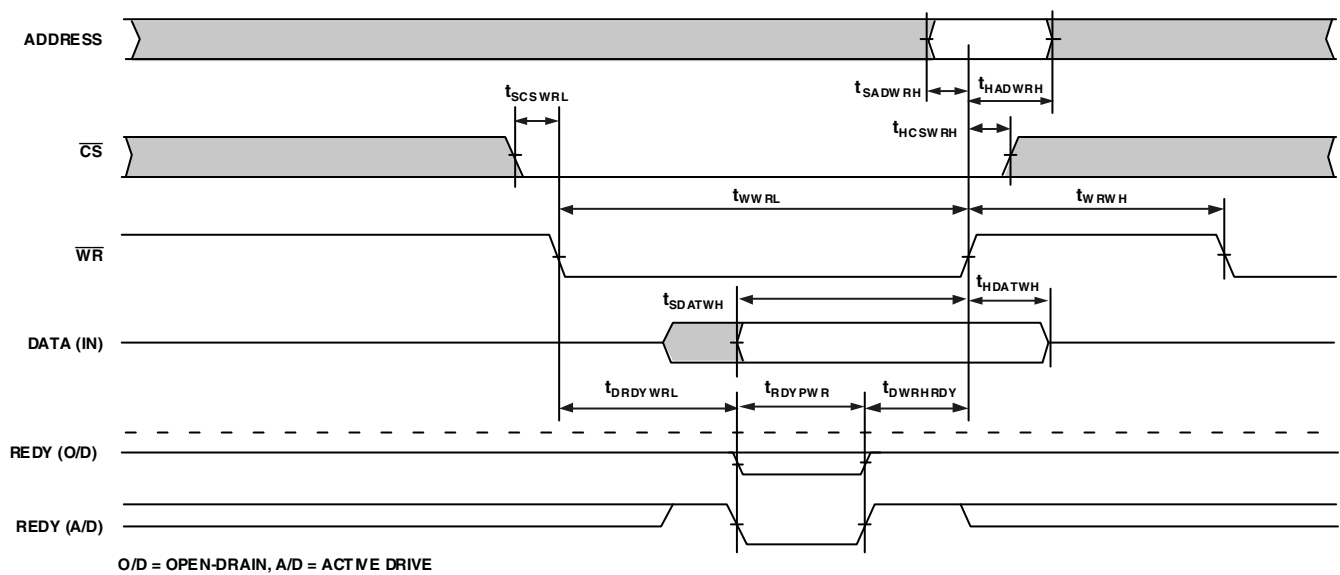 ADDRESS
tSADWRH
tHADWRH
tSCSWRL
tHCSWRH
CS
tWWRL
tWRWH
WR
tSDATWH
tHDATWH
DATA (IN)
tDRDYWRL
tRDYPWR
tDWRHRDY
REDY (O/D)
REDY (A/D)
O/D = OPEN-DRAIN, A/D = ACTIVE DRIVE